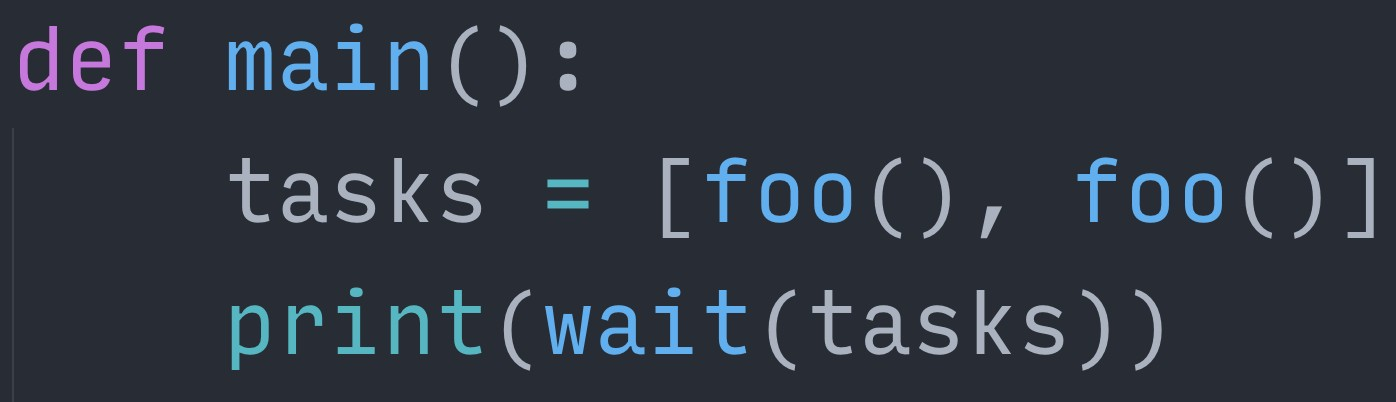 def main():
    tasks = [foo(), foo()]
    print(wait(tasks))